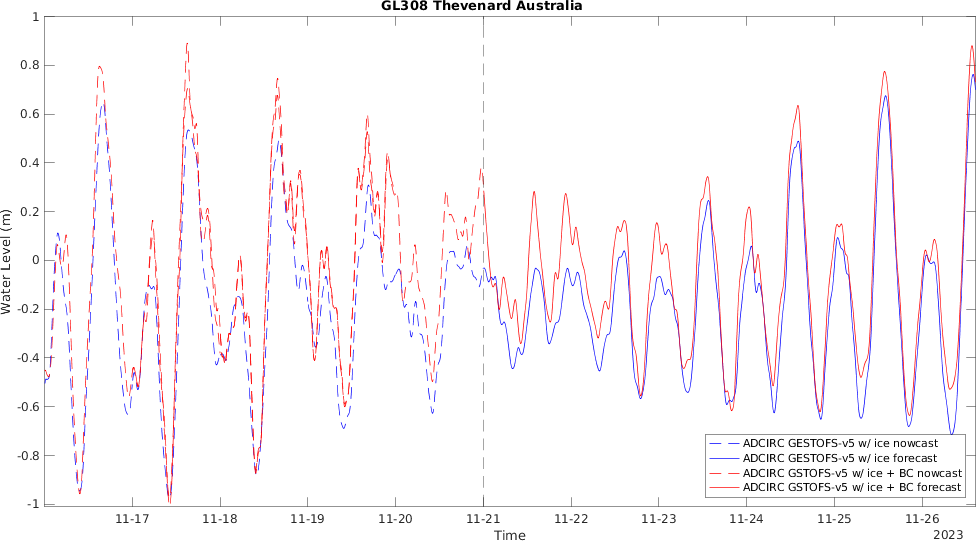 GL308 Thevenard Australia
1
0.8
0.6
0.4
0.2
0
-0.2
-0.4
-0.6
-0.8
-1
Water Level (m)
ADCIRC GESTOFS-v5 w/ ice nowcast
ADCIRC GESTOFS-v5 w/ ice forecast
ADCIRC GSTOFS-v5 w/ ice + BC nowcast
ADCIRC GSTOFS-v5 w/ ice + BC forecast
11-17 11-18 11-19 11-20 11-21 11-22 11-23 11-24 11-25 11-26
Time
2023